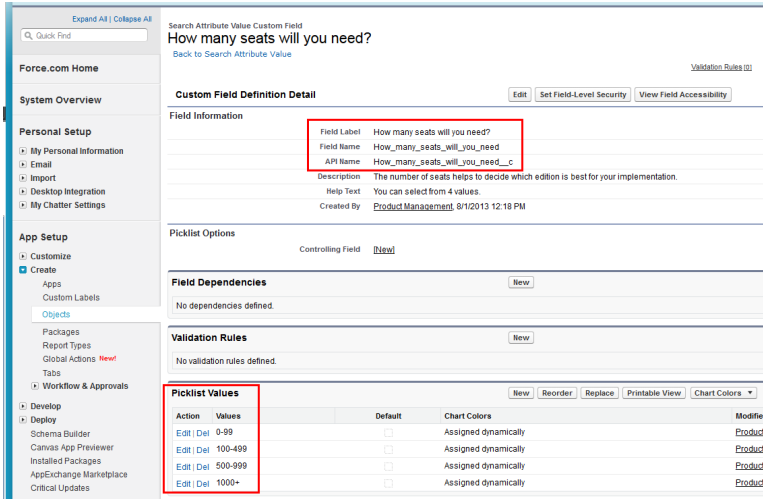 Expand All | Collapse All
Quick Find
Force.com Home
System Overview
Personal Setup
My Personal Information
Email
Import
Desktop Integration
My Chatter Settings
App Setup
Customize
Create
Apps
Custom Labels
Objects
Packages
Report Types
Global Actions New!
Tabs
Workflow & Approvals
Develop
Deploy
Schema Builder
Canvas App Previewer
Installed Packages
AppExchange Marketplace
Critical Updates
Search Attribute Value Custom Field
How many seats will you need?
Back to Search Attribute Value
Validation Rules [0]
Custom Field Definition Detail Edit Set Field-Level Security View Field Accessibility
Field Information
Field Label How many seats will you need?
Field Name How_many_seats_will_you_need
API Name How_many_seats_will_you_need__c
Description The number of seats helps to decide which edition is best for your implementation.
Help Text You can select from 4 values.
Created By Product Management, 8/1/2013 12:18 PM
Picklist Options
Controlling Field [New]
Field Dependencies New
No dependencies defined.
Validation Rules New
No validation rules defined.
Picklist Values New Reorder Replace Printable View Chart Colors
Action Values Default Chart Colors Modifie
Edit | Del 0-99 Assigned dynamically Product
Edit | Del 100-499 Assigned dynamically Product
Edit | Del 500-999 Assigned dynamically Product
Edit | Del 1000+ Assigned dynamically Product